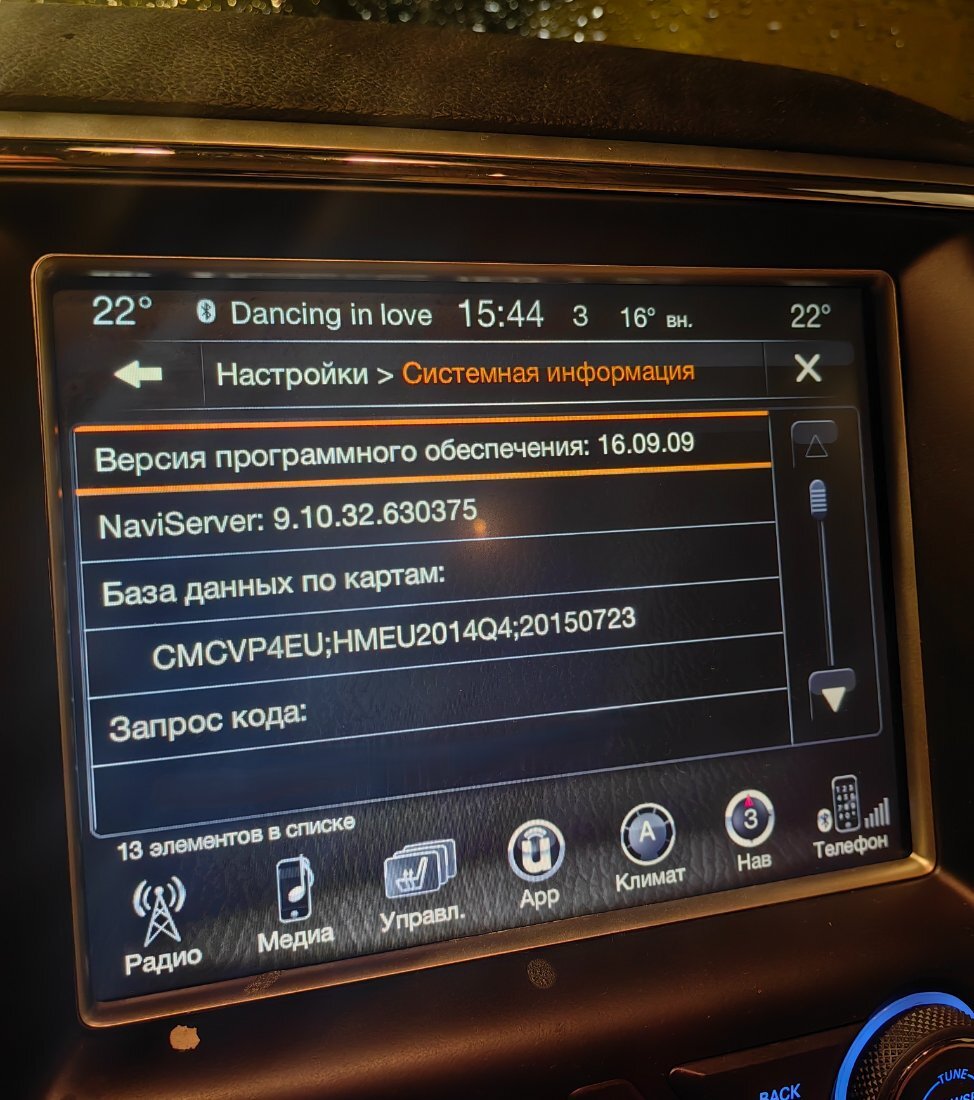 22° Dancing in love 15:44 З 16° вн. 22°
Настройки > Системная информация
Версия программного обеспечения: 16.09.09
NaviServer: 9.10.32.630375
База данных по картам:
CMCVP4EU;HMEU2014Q4;20150723
Запрос кода:
13 элементов в списке
Радио Медиа Управл. App Климат Нав Телефон
A З
TUNE
BACK